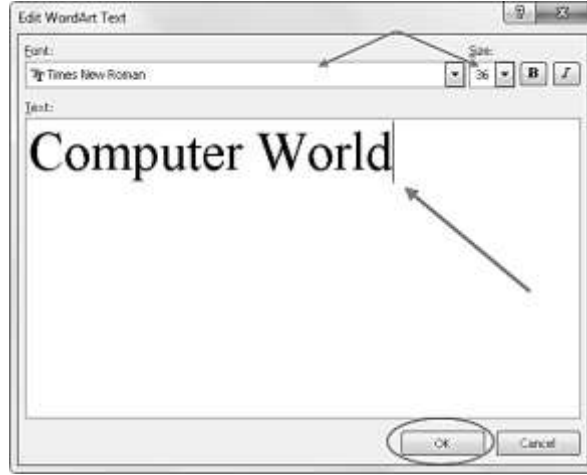 Edit WordArt Text
Font:
Size:
Times New Roman
36
B
I
Text:
Computer World
OK
Cancel